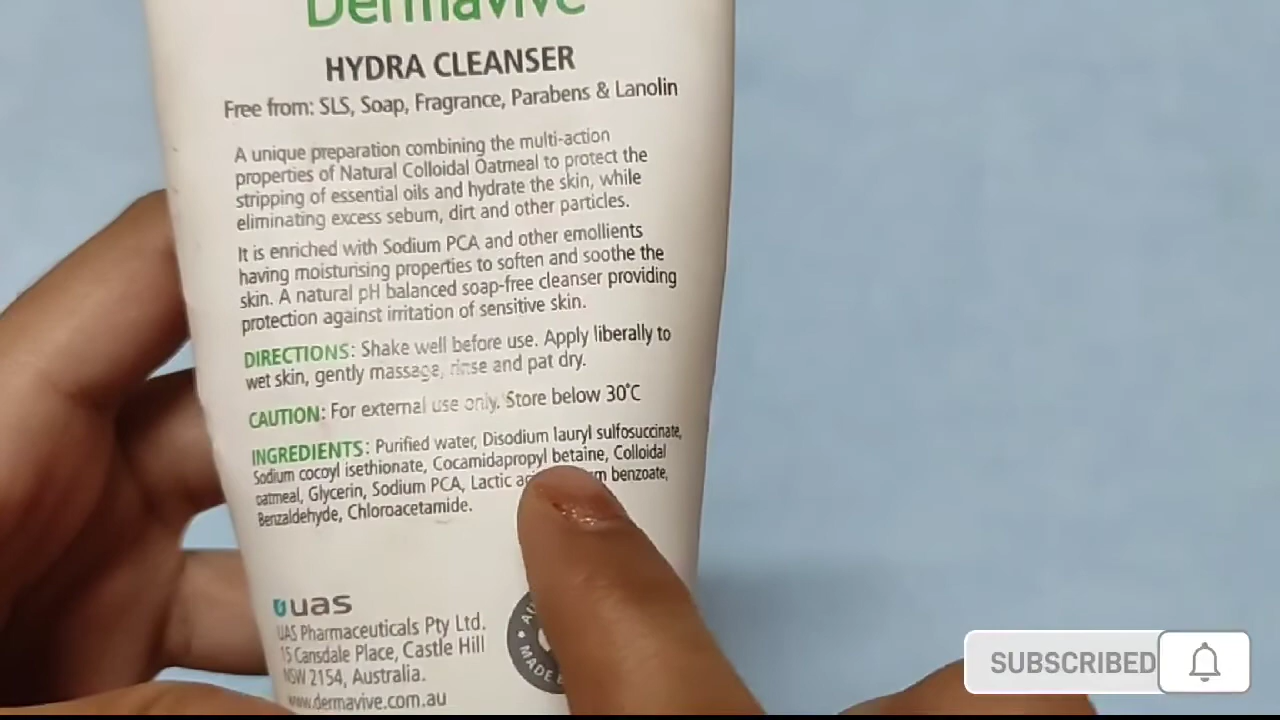 Dermavive
HYDRA CLEANSER
Free from: SLS, Soap, Fragrance, Parabens & Lanolin
A unique preparation combining the multi-action
properties of Natural Colloidal Oatmeal to protect the
stripping of essential oils and hydrate the skin, while
eliminating excess sebum, dirt and other particles.
It is enriched with Sodium PCA and other emollients
having moisturising properties to soften and soothe the
skin. A natural pH balanced soap-free cleanser providing
protection against irritation of sensitive skin.
DIRECTIONS: Shake well before use. Apply liberally to
wet skin, gently massage, rinse and pat dry.
CAUTION: For external use only. Store below 30°C
INGREDIENTS: Purified water, Disodium lauryl sulfosuccinate,
Sodium cocoyl isethionate, Cocamidapropyl betaine, Colloidal
oatmeal, Glycerin, Sodium PCA, Lactic benzoate,
Benzaldehyde, Chloroacetamide.
uas
UAS Pharmaceuticals Pty Ltd.
15 Cansdale Place, Castle Hill
NSW 2154, Australia.
www.dermavive.com.au
MADE
SUBSCRIBED